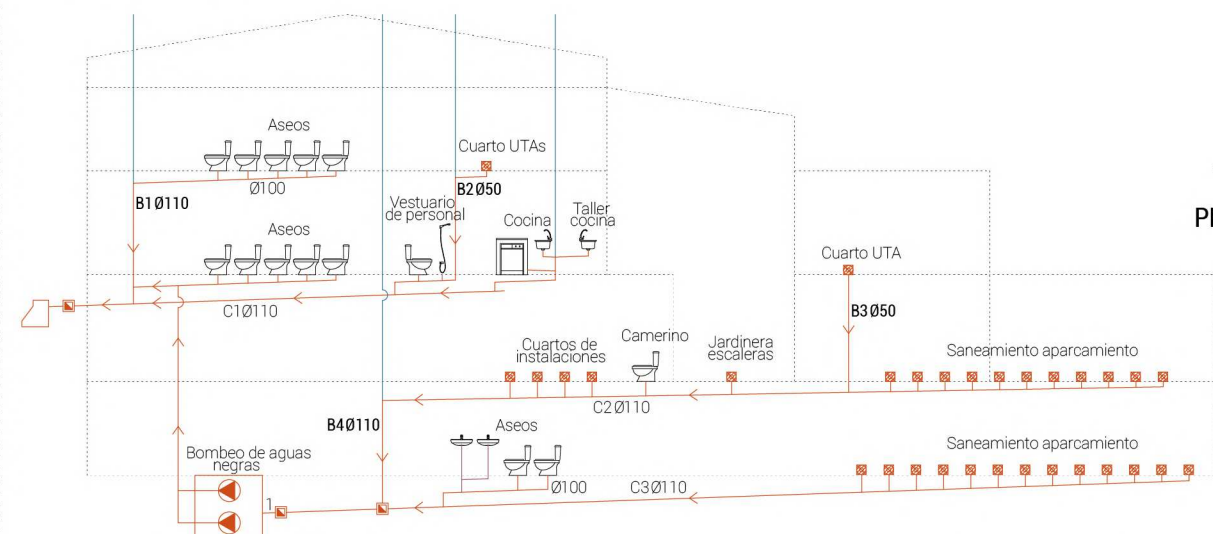 Aseos
Cuarto UTAs
Ø100
B1Ø110
B2Ø50
Vestuario
de personal
Cocina
Taller
cocina
Aseos
Cuarto UTA
C1Ø110
B3Ø50
Cuartos de
instalaciones
Camerino
Jardinera
escaleras
Saneamiento aparcamiento
C2Ø110
B4Ø110
Aseos
Saneamiento aparcamiento
Bombeo de aguas
negras
Ø100
C3Ø110
1